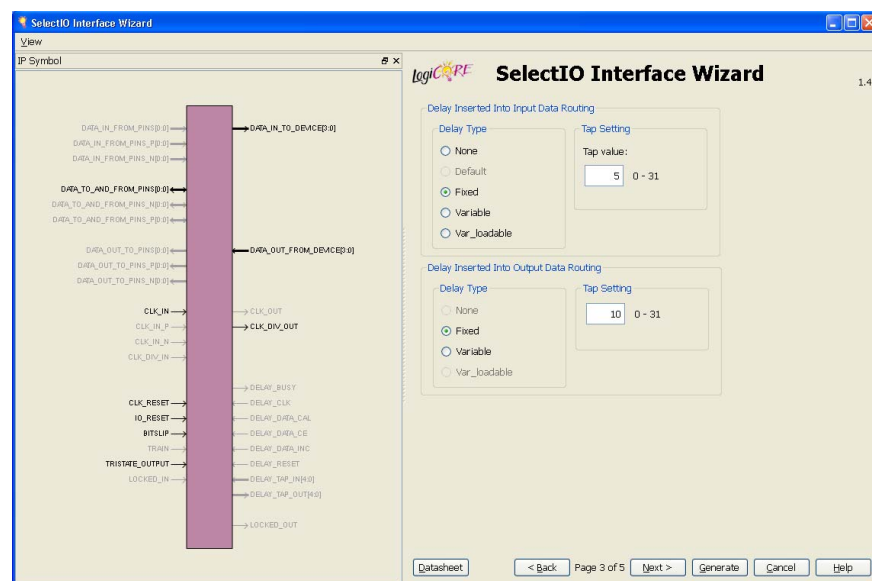 SelectIO Interface Wizard
View
IP Symbol
DATA_IN_FROM_PINS[0:0]
DATA_IN_FROM_PINS_P[0:0]
DATA_IN_FROM_PINS_N[0:0]
DATA_TO_AND_FROM_PINS[0:0]
DATA_TO_AND_FROM_PINS_N[0:0]
DATA_TO_AND_FROM_PINS_P[0:0]
DATA_OUT_TO_PINS[0:0]
DATA_OUT_TO_PINS_P[0:0]
DATA_OUT_TO_PINS_N[0:0]
CLK_IN
CLK_IN_P
CLK_IN_N
CLK_DIV_IN
CLK_RESET
IO_RESET
BITSLIP
TRAIN
TRISTATE_OUTPUT
LOCKED_IN
DATA_IN_TO_DEVICE[3:0]
DATA_OUT_FROM_DEVICE[3:0]
CLK_OUT
CLK_DIV_OUT
DELAY_BUSY
DELAY_CLK
DELAY_DATA_CAL
DELAY_DATA_CE
DELAY_DATA_INC
DELAY_RESET
DELAY_TAP_IN[4:0]
DELAY_TAP_OUT[4:0]
LOCKED_OUT
LogiCORE
SelectIO Interface Wizard
1.4
Delay Inserted Into Input Data Routing
Delay Type
None
Default
Fixed
Variable
Var_loadable
Tap Setting
Tap value:
5 0 - 31
Delay Inserted Into Output Data Routing
Delay Type
None
Fixed
Variable
Var_loadable
Tap Setting
10 0 - 31
Datasheet < Back Page 3 of 5 Next > Generate Cancel Help